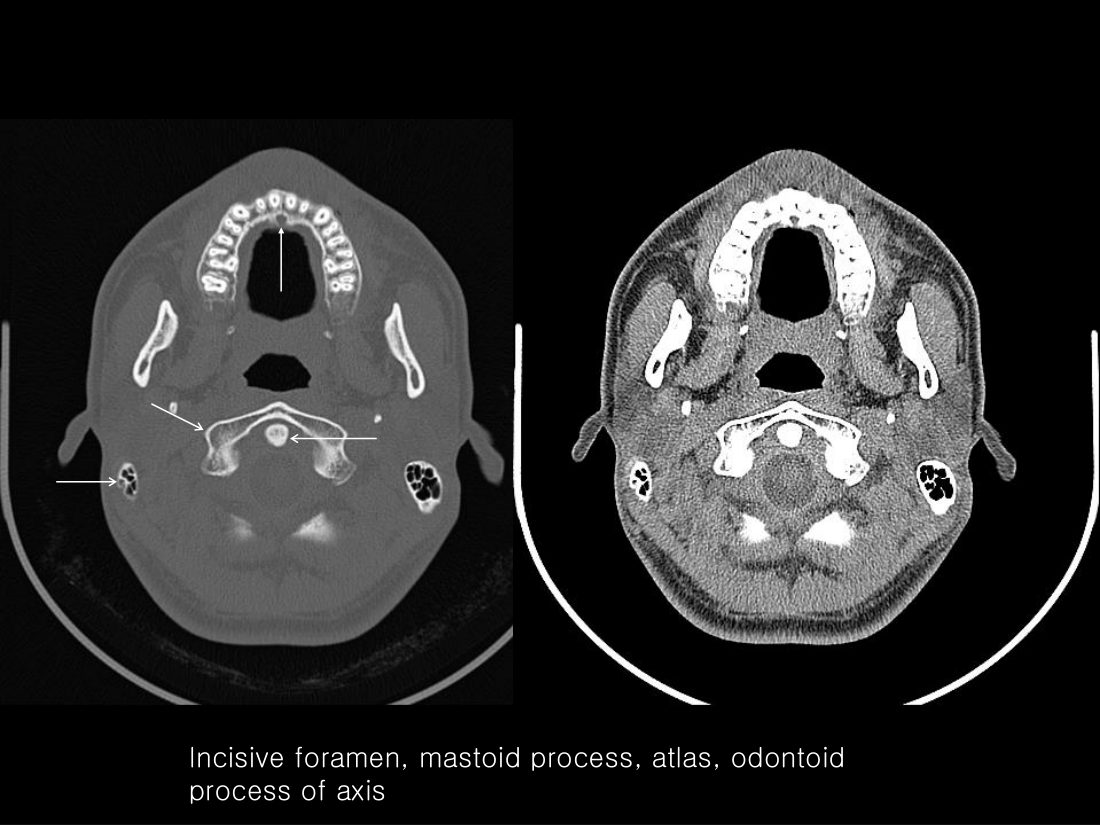 Incisive foramen, mastoid process, atlas, odontoid
process of axis